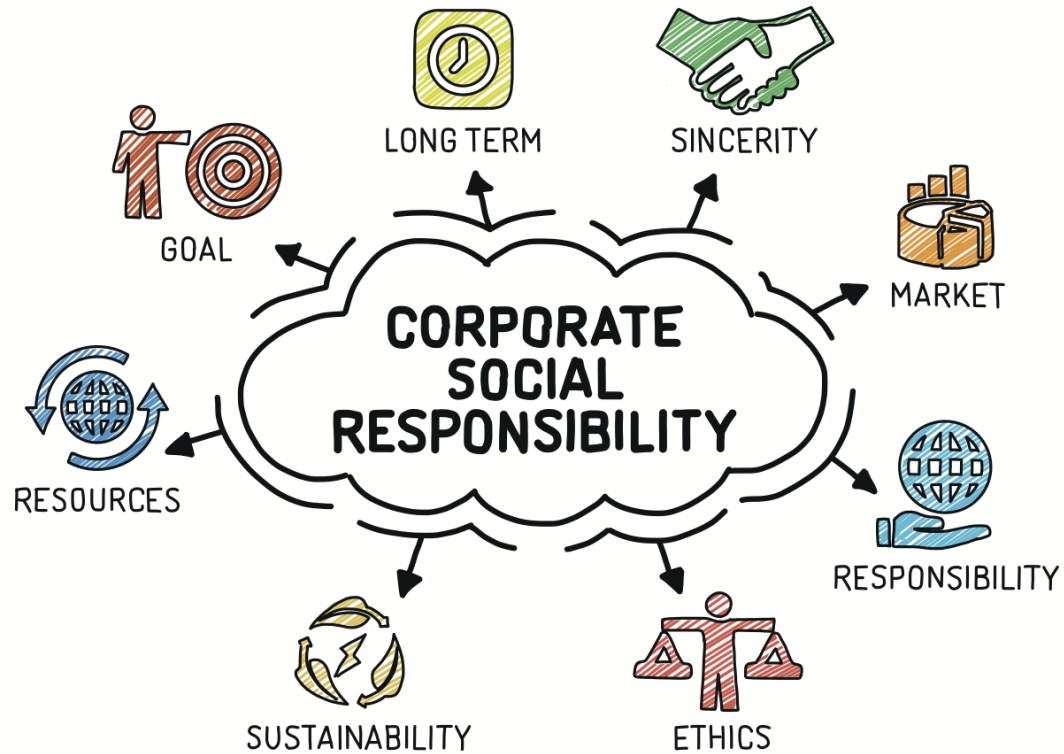 LONG TERM
SINCERITY
GOAL
MARKET
CORPORATE
SOCIAL
RESPONSIBILITY
RESOURCES
RESPONSIBILITY
SUSTAINABILITY
ETHICS